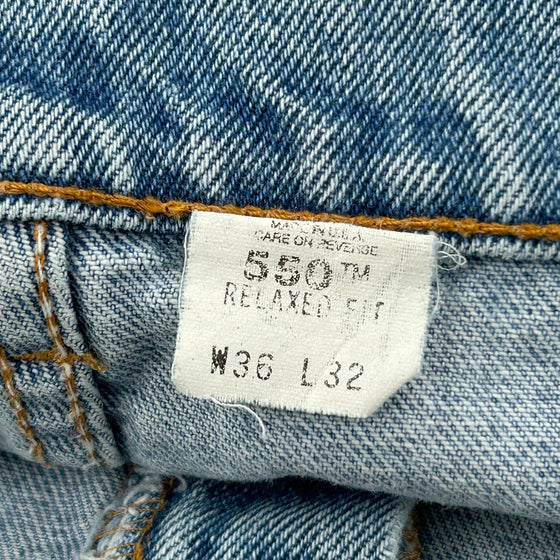 MADE IN U.S.A.
CARE ON REVERSE
550™
RELAXED FIT
W36 L32